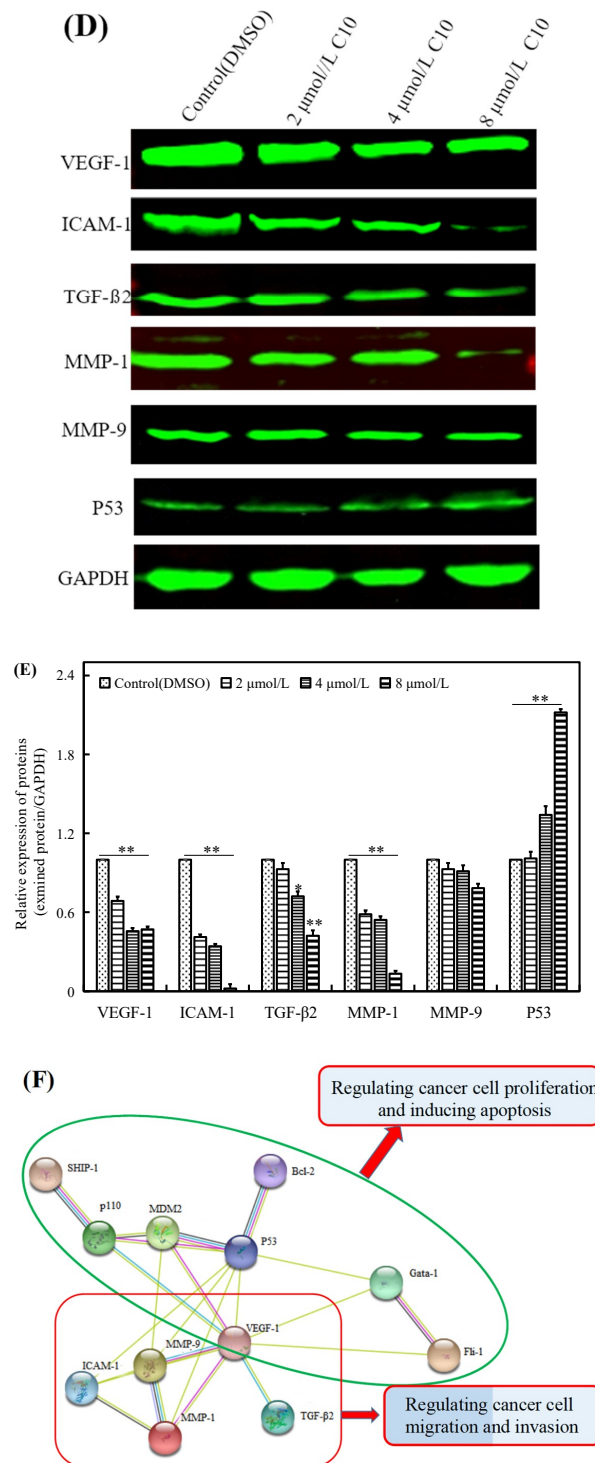 (D)
Control(DMSO)
2 μmol//L C10
4 μmol/L C10
8 μmol/L C10
VEGF-1
ICAM-1
TGF-ß2
MMP-1
MMP-9
P53
GAPDH
(E)
2.4
1.8
1.2
0.6
0
Relative expression of proteins
(exmined protein/GAPDH)
Control(DMSO) 2 μmol/L 4 μmol/L 8 μmol/L
**
**
*
**
**
**
VEGF-1 ICAM-1 TGF-β2 MMP-1 MMP-9 P53
(F)
Regulating cancer cell proliferation
and inducing apoptosis
SHIP-1
Bcl-2
p110
MDM2
P53
Gata-1
VEGF-1
MMP-9
Fli-1
ICAM-1
MMP-1
TGF-β2
Regulating cancer cell
migration and invasion